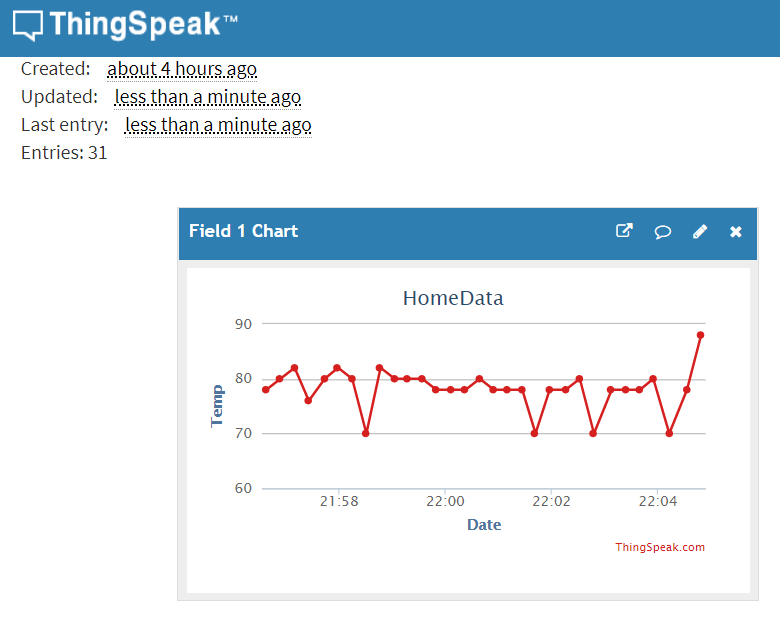 ThingSpeak™
Created: about 4 hours ago
Updated: less than a minute ago
Last entry: less than a minute ago
Entries: 31
Field 1 Chart
HomeData
90
80
70
60
Temp
21:58 22:00 22:02 22:04
Date
ThingSpeak.com